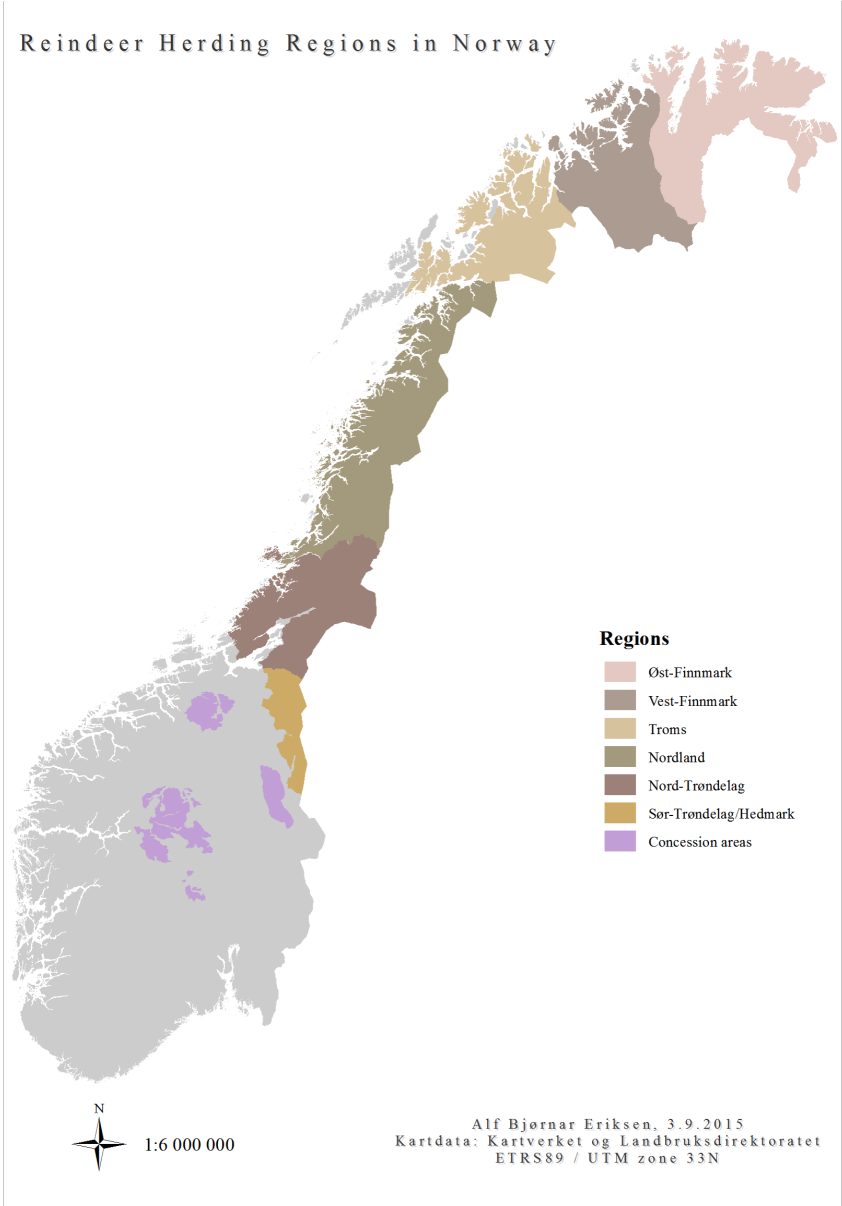 Reindeer Herding Regions in Norway
Regions
Øst-Finnmark
Vest-Finnmark
Troms
Nordland
Nord-Trøndelag
Sør-Trøndelag/Hedmark
Concession areas
N
1:6 000 000
Alf Bjørnar Eriksen, 3.9.2015
Kartdata: Kartverket og Landbruksdirektoratet
ETRS89 / UTM zone 33N